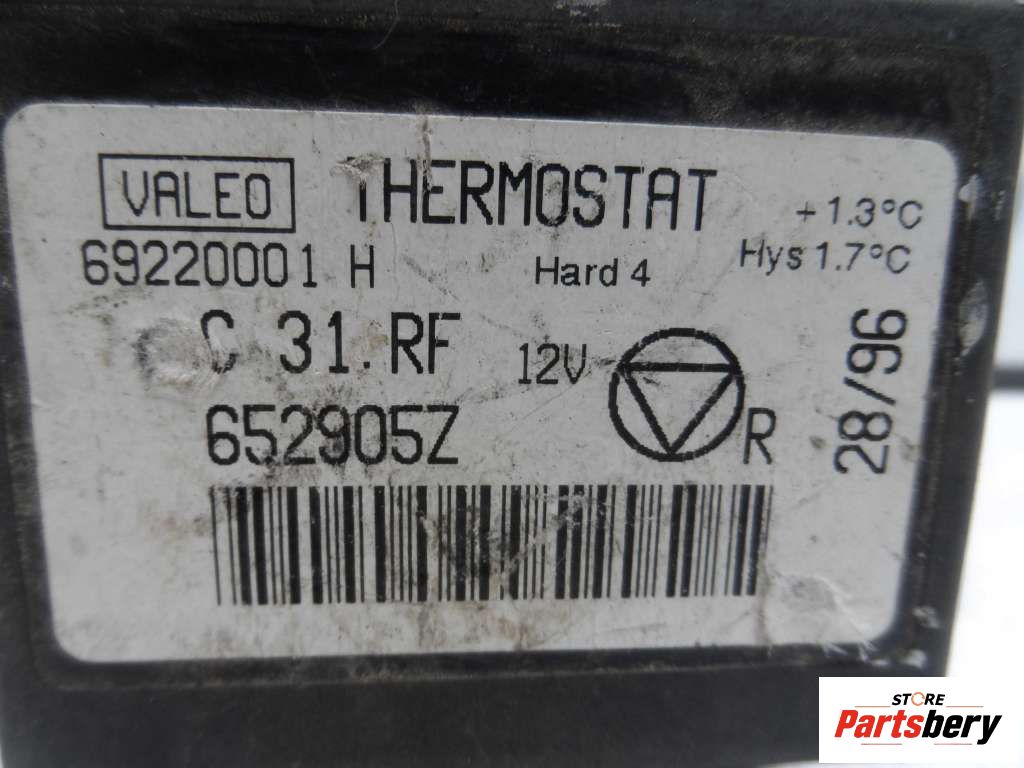 VALEO THERMOSTAT
+ 1.3°C
69220001 H Hard 4 Hys 1.7°C
C 31.RF 12V
R
28/96
652905Z
STORE
Partsbery